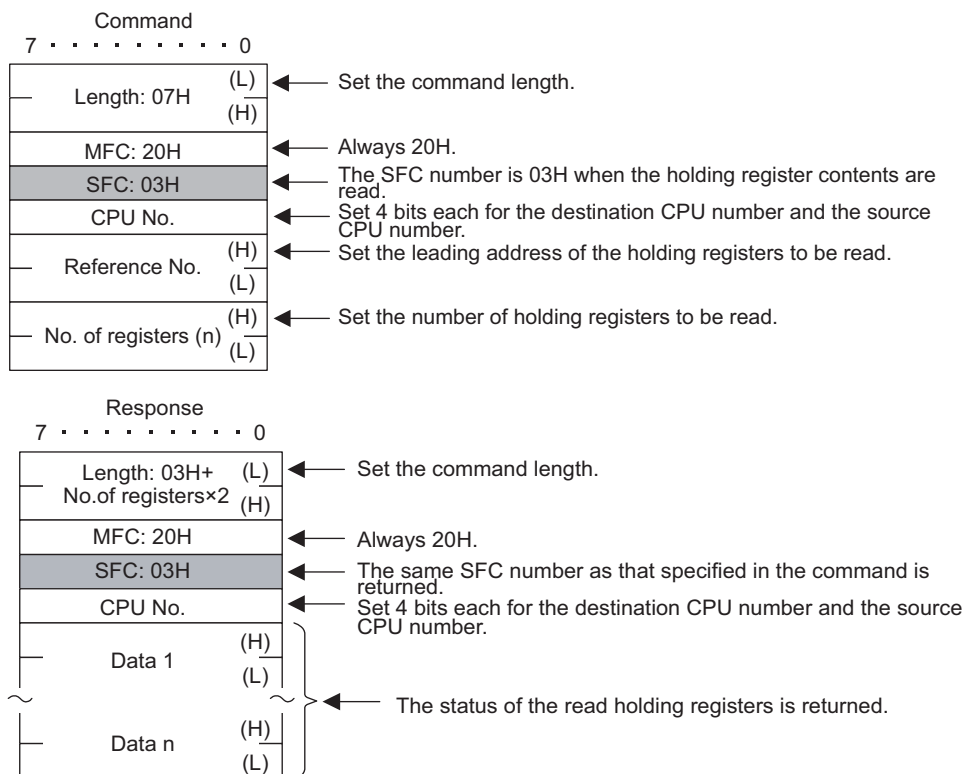 Command
7 · · · · · · · · · 0
Length: 07H
(L)
(H)
Set the command length.
MFC: 20H
Always 20H.
SFC: 03H
The SFC number is 03H when the holding register contents are
read.
CPU No.
Set 4 bits each for the destination CPU number and the source
CPU number.
Reference No.
(H)
(L)
Set the leading address of the holding registers to be read.
No. of registers (n)
(H)
(L)
Set the number of holding registers to be read.
Response
7 · · · · · · · · · 0
Length: 03H+
No.of registers×2
(L)
(H)
Set the command length.
MFC: 20H
Always 20H.
SFC: 03H
The same SFC number as that specified in the command is
returned.
CPU No.
Set 4 bits each for the destination CPU number and the source
CPU number.
Data 1
(H)
(L)
The status of the read holding registers is returned.
Data n
(H)
(L)